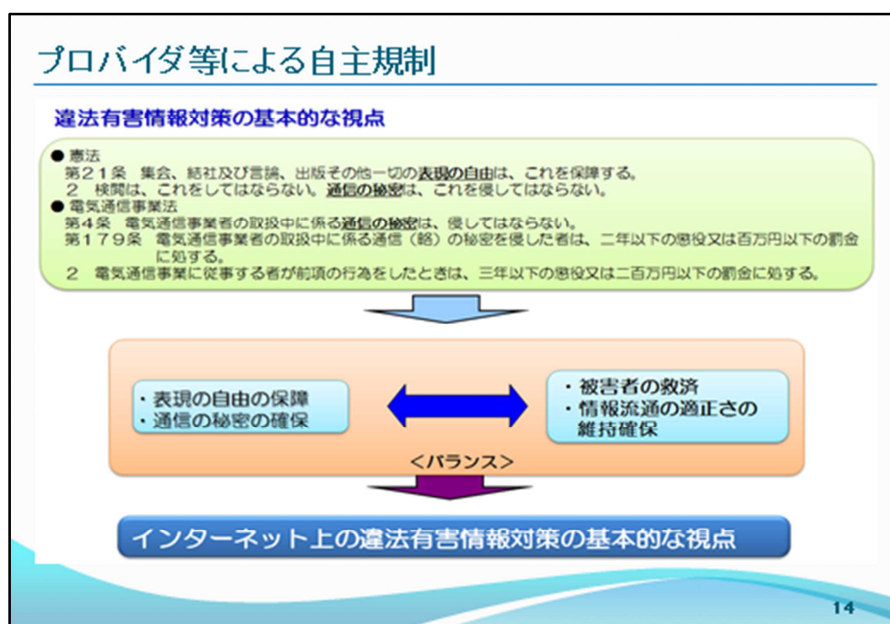 プロバイダ等による自主規制
違法有害情報対策の基本的な視点
● 憲法
第21条 集会、結社及び言論、出版その他一切の表現の自由は、これを保障する。
2 検閲は、これをしてはならない。通信の秘密は、これを侵してはならない。
● 電気通信事業法
第4条 電気通信事業者の取扱中に係る通信の秘密は、侵してはならない。
第179条 電気通信事業者の取扱中に係る通信（略）の秘密を侵した者は、二年以下の懲役又は百万円以下の罰金
に処する。
2 電気通信事業に従事する者が前項の行為をしたときは、三年以下の懲役又は二百万円以下の罰金に処する。
・表現の自由の保障
・通信の秘密の確保
・被害者の救済
・情報流通の適正さの
維持確保
＜バランス＞
インターネット上の違法有害情報対策の基本的な視点
14